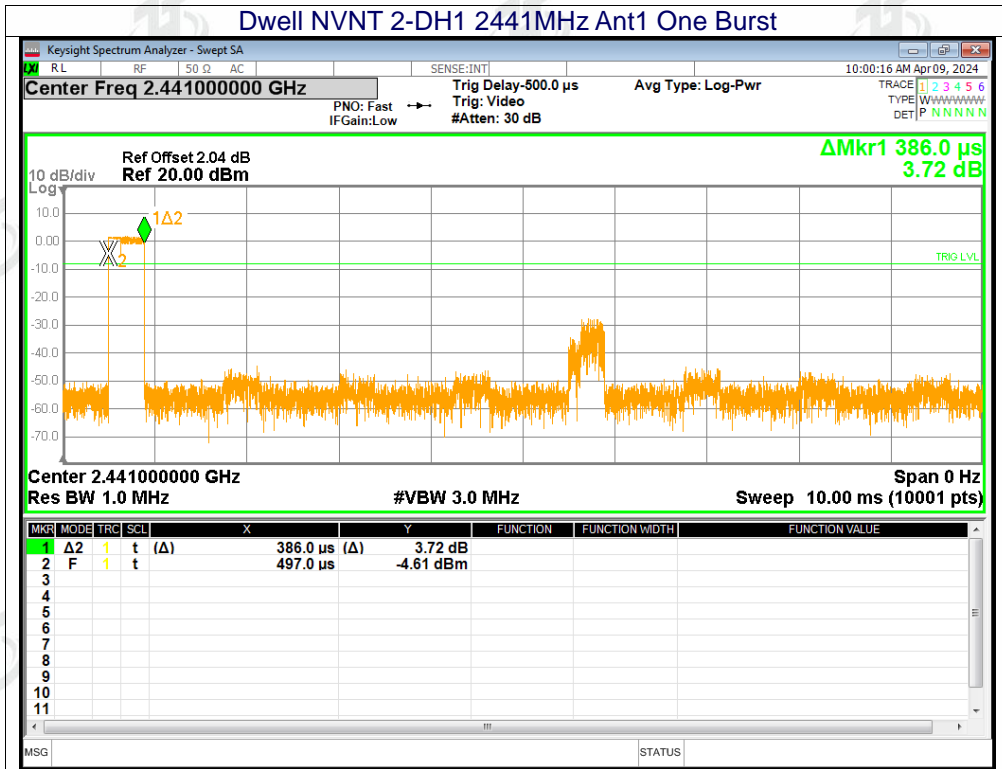 Dwell NVNT 2-DH1 2441MHz Ant1 One Burst
Keysight Spectrum Analyzer - Swept SA
LXI RL RF 50 Ω AC SENSE:INT 10:00:16 AM Apr 09, 2024
Center Freq 2.441000000 GHz Trig Delay-500.0 µs Avg Type: Log-Pwr TRACE 1 2 3 4 5 6
PNO: Fast Trig: Video TYPE WWWWWW
IFGain:Low #Atten: 30 dB DET P N N N N N
ΔMkr1 386.0 µs
3.72 dB
Ref Offset 2.04 dB
10 dB/div Ref 20.00 dBm
Log
10.0
0.00
-10.0
-20.0
-30.0
-40.0
-50.0
-60.0
-70.0
1Δ2
2
TRIG LVL
Center 2.441000000 GHz Span 0 Hz
Res BW 1.0 MHz #VBW 3.0 MHz Sweep 10.00 ms (10001 pts)
MKR MODE TRC SCL X Y FUNCTION FUNCTION WIDTH FUNCTION VALUE
1 Δ2 1 t (Δ) 386.0 µs (Δ) 3.72 dB
2 F 1 t 497.0 µs -4.61 dBm
3
4
5
6
7
8
9
10
11
MSG STATUS